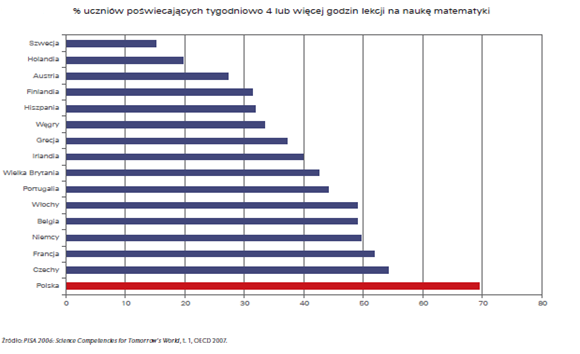 % uczniów poświęcających tygodniowo 4 lub więcej godzin lekcji na naukę matematyki
Szwecja
Holandia
Austria
Finlandia
Hiszpania
Węgry
Grecja
Irlandia
Wielka Brytania
Portugalia
Włochy
Belgia
Niemcy
Francja
Czechy
Polska
0 10 20 30 40 50 60 70 80
Źródło: PISA 2006: Science Competencies for Tomorrow's World, t. 1, OECD 2007.